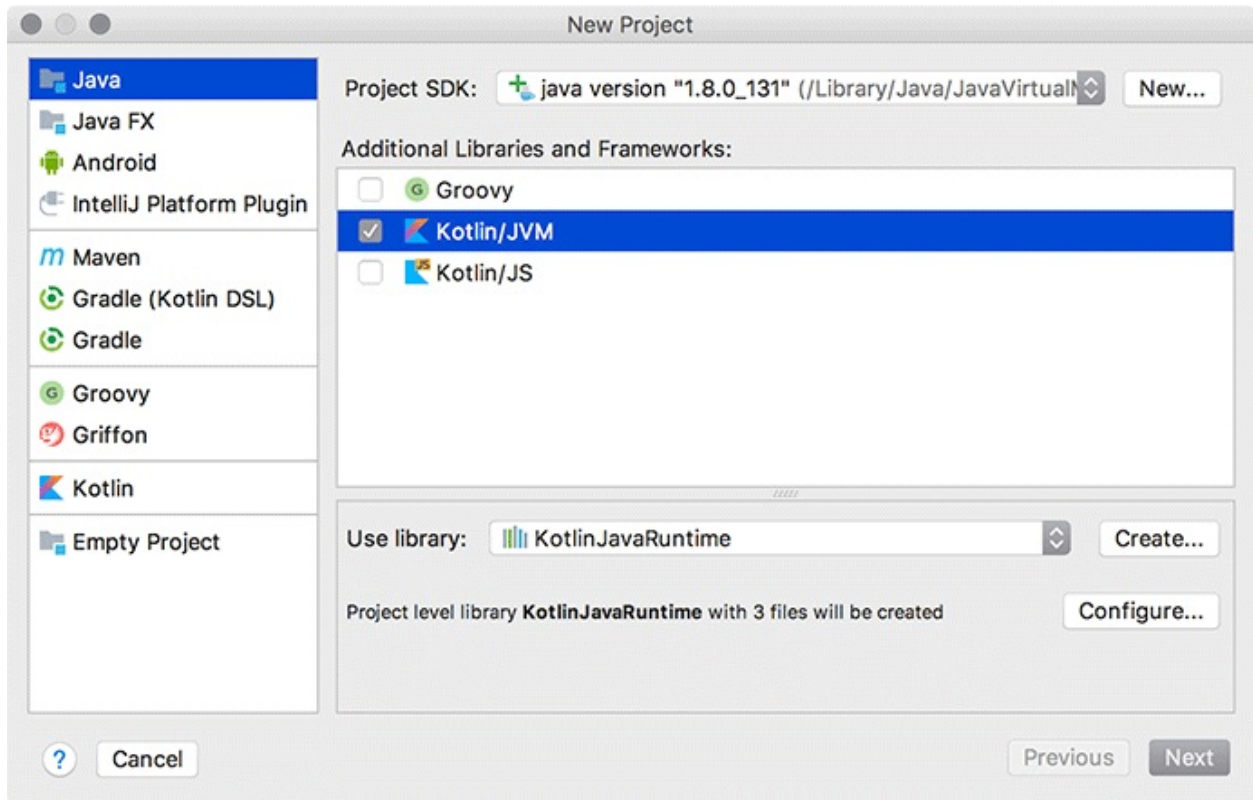 New Project
Java
Java FX
Android
IntelliJ Platform Plugin
m Maven
Gradle (Kotlin DSL)
Gradle
G Groovy
Griffon
Kotlin
Empty Project
Project SDK: java version "1.8.0_131" (/Library/Java/JavaVirtual New...
Additional Libraries and Frameworks:
G Groovy
Kotlin/JVM
JS Kotlin/JS
Use library: KotlinJavaRuntime Create...
Project level library KotlinJavaRuntime with 3 files will be created Configure...
? Cancel Previous Next